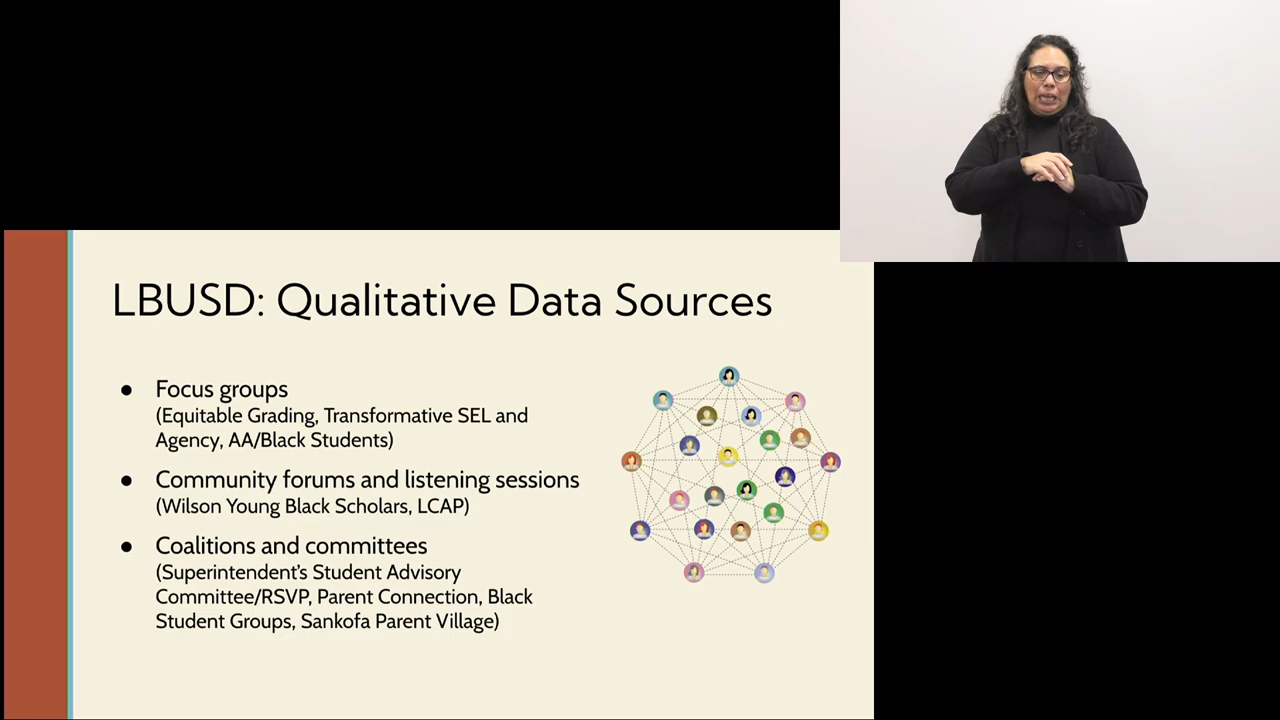 LBUSD: Qualitative Data Sources
● Focus groups
(Equitable Grading, Transformative SEL and
Agency, AA/Black Students)
● Community forums and listening sessions
(Wilson Young Black Scholars, LCAP)
● Coalitions and committees
(Superintendent's Student Advisory
Committee/RSVP, Parent Connection, Black
Student Groups, Sankofa Parent Village)